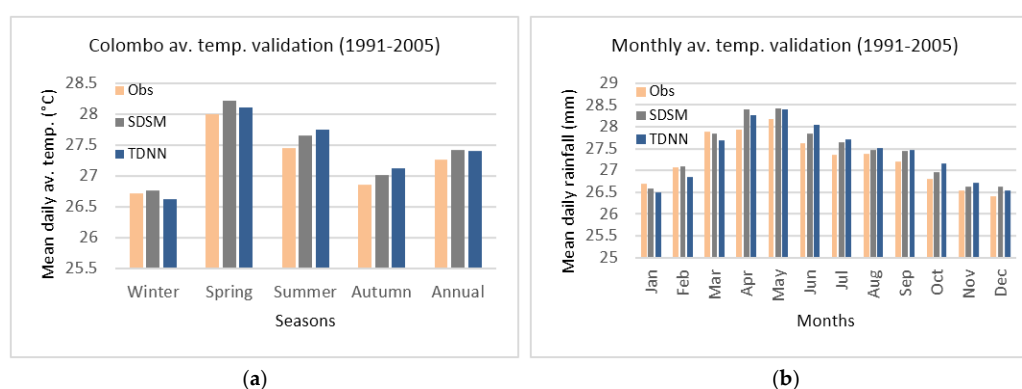 Colombo av. temp. validation (1991-2005)
Mean daily av. temp. (°C)
28.5
28
27.5
27
26.5
26
25.5
Obs
SDSM
TDNN
Winter Spring Summer Autumn Annual
Seasons
(a)
Monthly av. temp. validation (1991-2005)
Mean daily rainfall (mm)
29
28.5
28
27.5
27
26.5
26
25.5
25
Obs
SDSM
TDNN
Jan Feb Mar Apr May Jun Jul Aug Sep Oct Nov Dec
Months
(b)